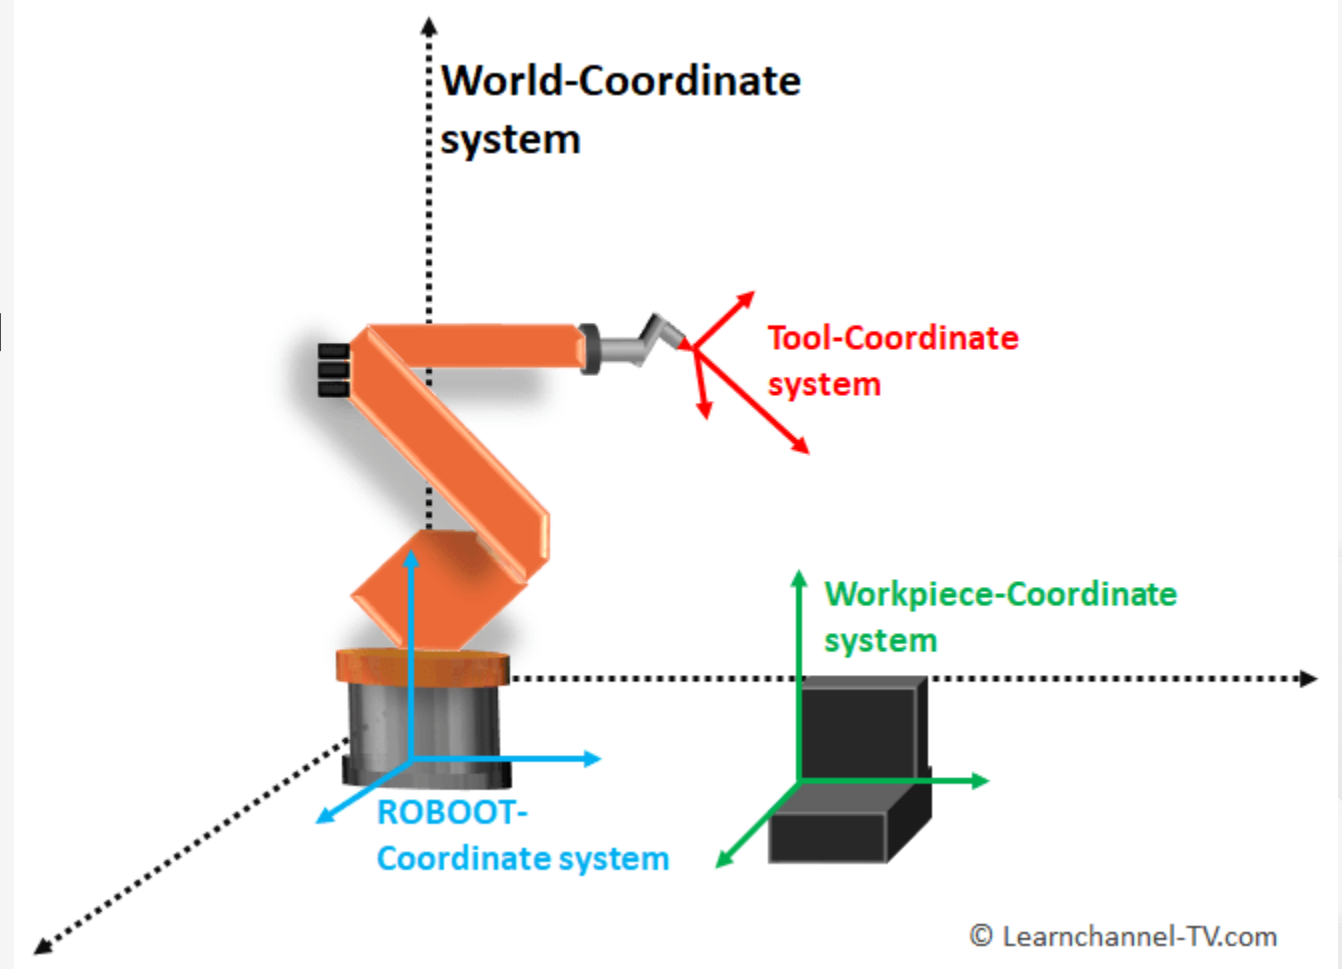 World-Coordinate
system
Tool-Coordinate
system
Workpiece-Coordinate
system
ROBOOT-
Coordinate system
© Learnchannel-TV.com